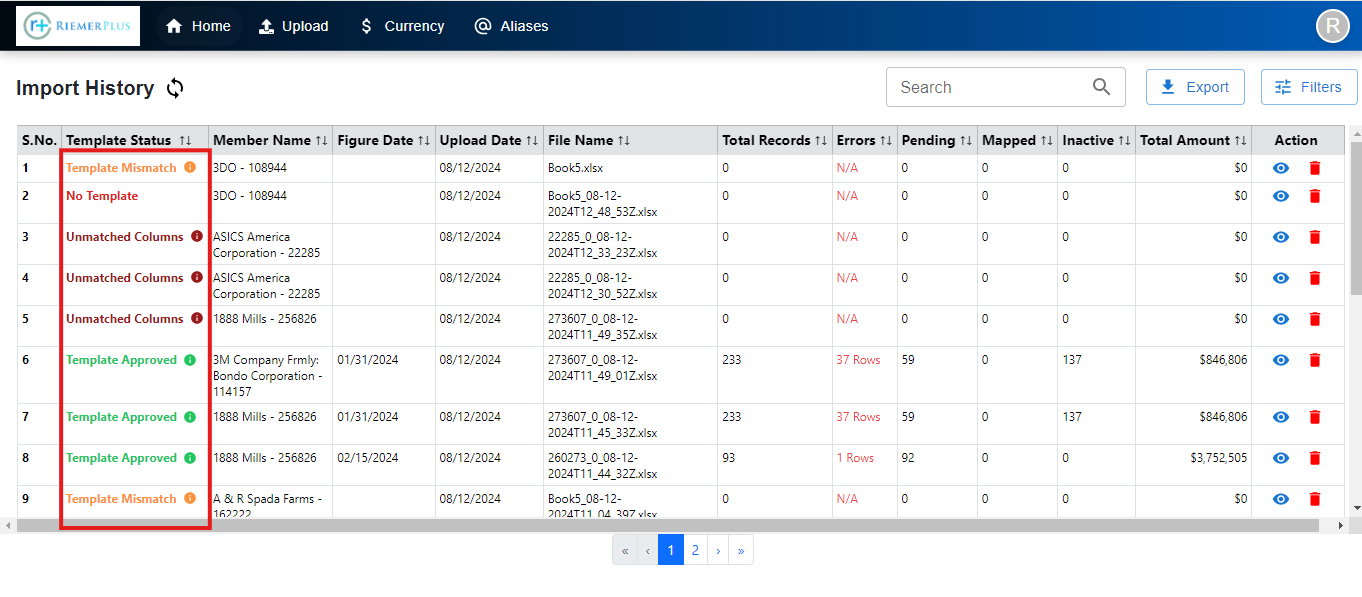 r+ RIEMERPLUS Home Upload $ Currency @ Aliases R
Import History Search Export Filters
S.No. Template Status ↑↓ Member Name ↑↓ Figure Date ↑↓ Upload Date ↑↓ File Name ↑↓ Total Records ↑↓ Errors ↑↓ Pending ↑↓ Mapped ↑↓ Inactive ↑↓ Total Amount ↑↓ Action
1 Template Mismatch 3DO - 108944 08/12/2024 Book5.xlsx 0 N/A 0 0 0 $0
2 No Template 3DO - 108944 08/12/2024 Book5_08-12- 0 N/A 0 0 0 $0
2024T12_48_53Z.xlsx
3 Unmatched Columns ASICS America 08/12/2024 22285_0_08-12- 0 N/A 0 0 0 $0
Corporation - 22285 2024T12_33_23Z.xlsx
4 Unmatched Columns ASICS America 08/12/2024 22285_0_08-12- 0 N/A 0 0 0 $0
Corporation - 22285 2024T12_30_52Z.xlsx
5 Unmatched Columns 1888 Mills - 256826 08/12/2024 273607_0_08-12- 0 N/A 0 0 0 $0
2024T11_49_35Z.xlsx
6 Template Approved 3M Company Frmly: 01/31/2024 08/12/2024 273607_0_08-12- 233 37 Rows 59 0 137 $846,806
Bondo Corporation - 2024T11_49_01Z.xlsx
114157
7 Template Approved 1888 Mills - 256826 01/31/2024 08/12/2024 273607_0_08-12- 233 37 Rows 59 0 137 $846,806
2024T11_45_33Z.xlsx
8 Template Approved 1888 Mills - 256826 02/15/2024 08/12/2024 260273_0_08-12- 93 1 Rows 92 0 0 $3,752,505
2024T11_44_32Z.xlsx
9 Template Mismatch A & R Spada Farms - 08/12/2024 Book5_08-12- 0 N/A 0 0 0 $0
162222 2024T11_04_39Z.xlsx
« ‹ 1 2 › »